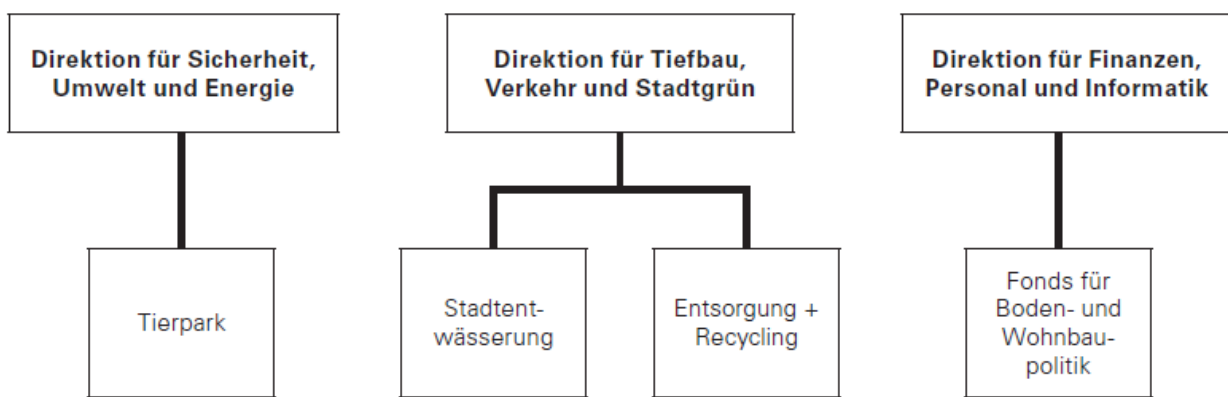 Direktion für Sicherheit,
Umwelt und Energie
Direktion für Tiefbau,
Verkehr und Stadtgrün
Direktion für Finanzen,
Personal und Informatik
Tierpark
Stadtent-
wässerung
Entsorgung +
Recycling
Fonds für
Boden- und
Wohnbau-
politik